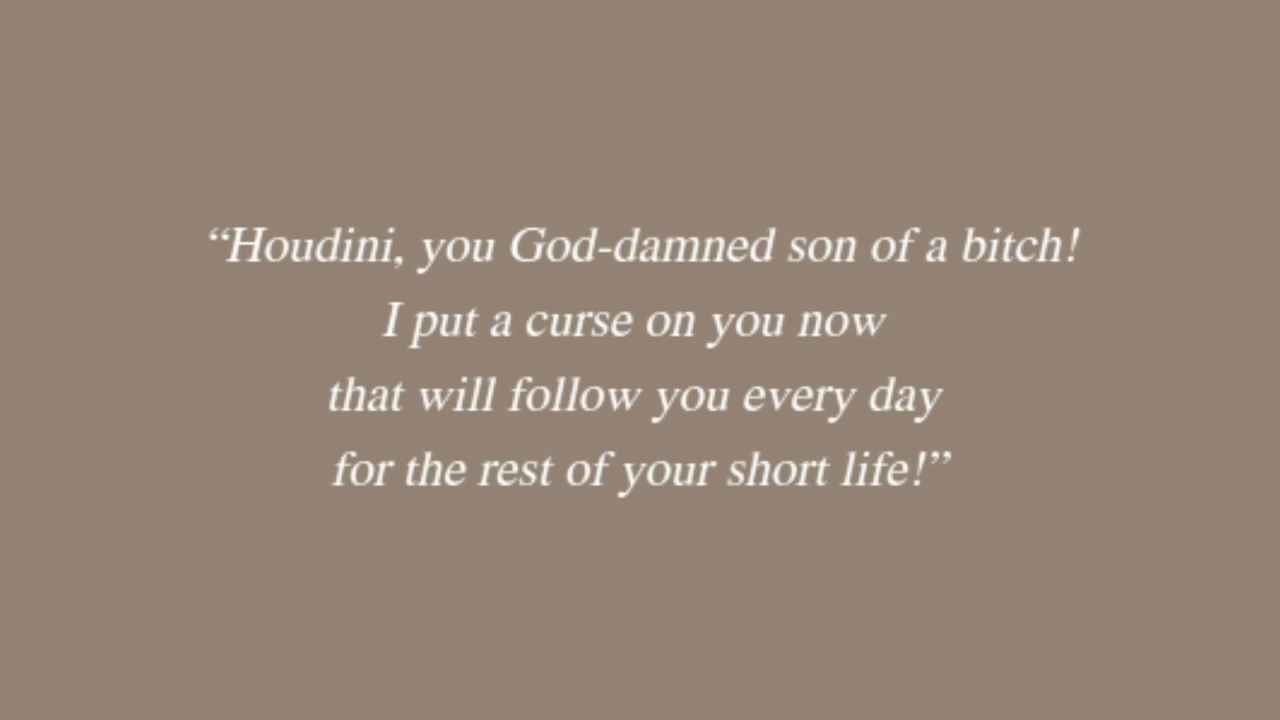 “Houdini, you God-damned son of a bitch!
I put a curse on you now
that will follow you every day
for the rest of your short life!”